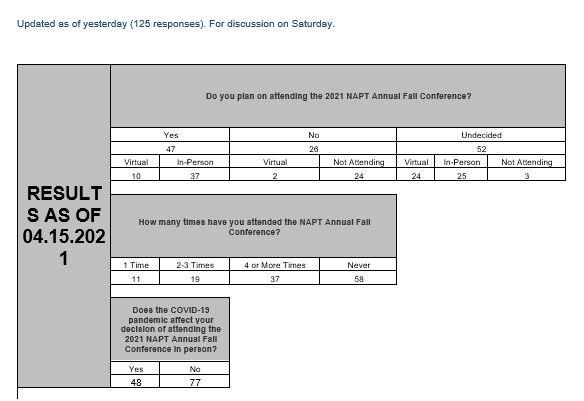 Updated as of yesterday (125 responses). For discussion on Saturday.
RESULT
S AS OF
04.15.202
1
Do you plan on attending the 2021 NAPT Annual Fall Conference?
Yes No Undecided
47 26 52
Virtual In-Person Virtual Not Attending Virtual In-Person Not Attending
10 37 2 24 24 25 3
How many times have you attended the NAPT Annual Fall
Conference?
1 Time 2-3 Times 4 or More Times Never
11 19 37 58
Does the COVID-19
pandemic affect your
decision of attending the
2021 NAPT Annual Fall
Conference in person?
Yes No
48 77